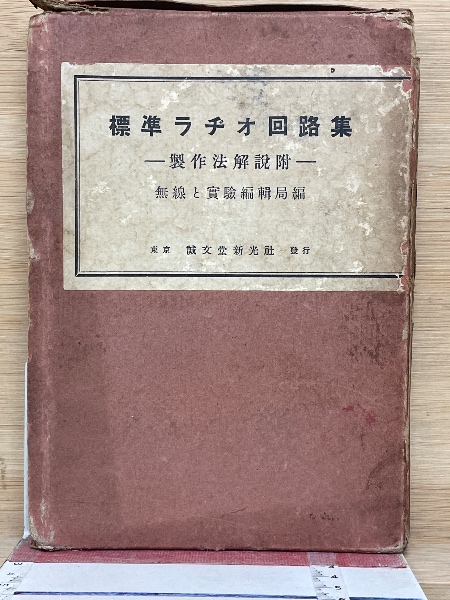 標準ラヂオ回路集
―製作法解説附―
無線と實驗編輯局編
東京 誠文堂新光社 發行